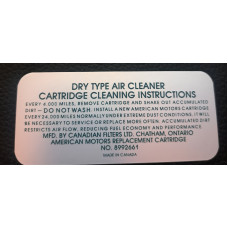 DRY TYPE AIR CLEANER
CARTRIDGE CLEANING INSTRUCTIONS
EVERY 4,000 MILES, REMOVE CARTRIDGE AND SHAKE OUT ACCUMULATED
DIRT – DO NOT WASH. INSTALL A NEW AMERICAN MOTORS CARTRIDGE
EVERY 24,000 MILES NORMALLY UNDER EXTREME DUST CONDITIONS, IT WILL
BE NECESSARY TO SERVICE OR REPLACE MORE OFTEN. ACCUMULATED DIRT
RESTRICTS AIR FLOW, REDUCING FUEL ECONOMY AND PERFORMANCE.
MFD. BY CANADIAN FILTERS LTD. CHATHAM, ONTARIO
AMERICAN MOTORS REPLACEMENT CARTRIDGE
NO. 8992661
MADE IN CANADA